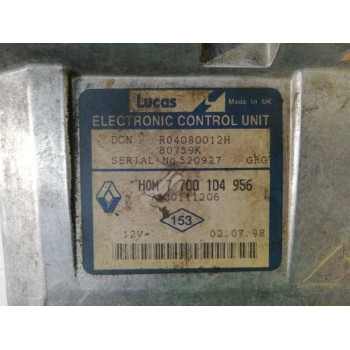 Lucas Made in UK
ELECTRONIC CONTROL UNIT
DCN R04080012H
80759K
SERIAL No 520927 GRG
HOM 7 700 104 956
153
12V- 02.07.98